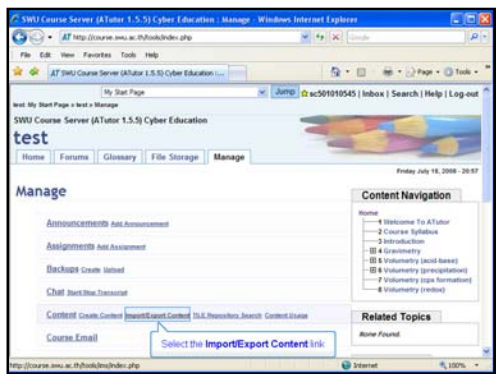 SWU Course Server (ATutor 1.5.5) Cyber Education : Manage - Windows Internet Explorer
http://course.swu.ac.th/tools/index.php
Google
File Edit View Favorites Tools Help
SWU Course Server (ATutor 1.5.5) Cyber Education : ...
Page Tools
My Start Page
Jump
sc501010545 | Inbox | Search | Help | Log-out
test: My Start Page » test » Manage
SWU Course Server (ATutor 1.5.5) Cyber Education
test
Home Forums Glossary File Storage Manage
Friday July 18, 2008 - 20:57
Manage
Announcements Add Announcement
Assignments Add Assignment
Backups Create Upload
Chat Start Stop Transcript
Content Create Content Import/Export Content TILE Repository Search Content Usage
Course Email
Select the Import/Export Content link
Content Navigation
Home
1 Welcome To ATutor
2 Course Syllabus
3 Introduction
4 Gravimetry
5 Volumetry (acid-base)
6 Volumetry (precipitation)
7 Volumetry (cpx formation)
8 Volumetry (redox)
Related Topics
None Found.
http://course.swu.ac.th/tools/ims/index.php
Internet
100%